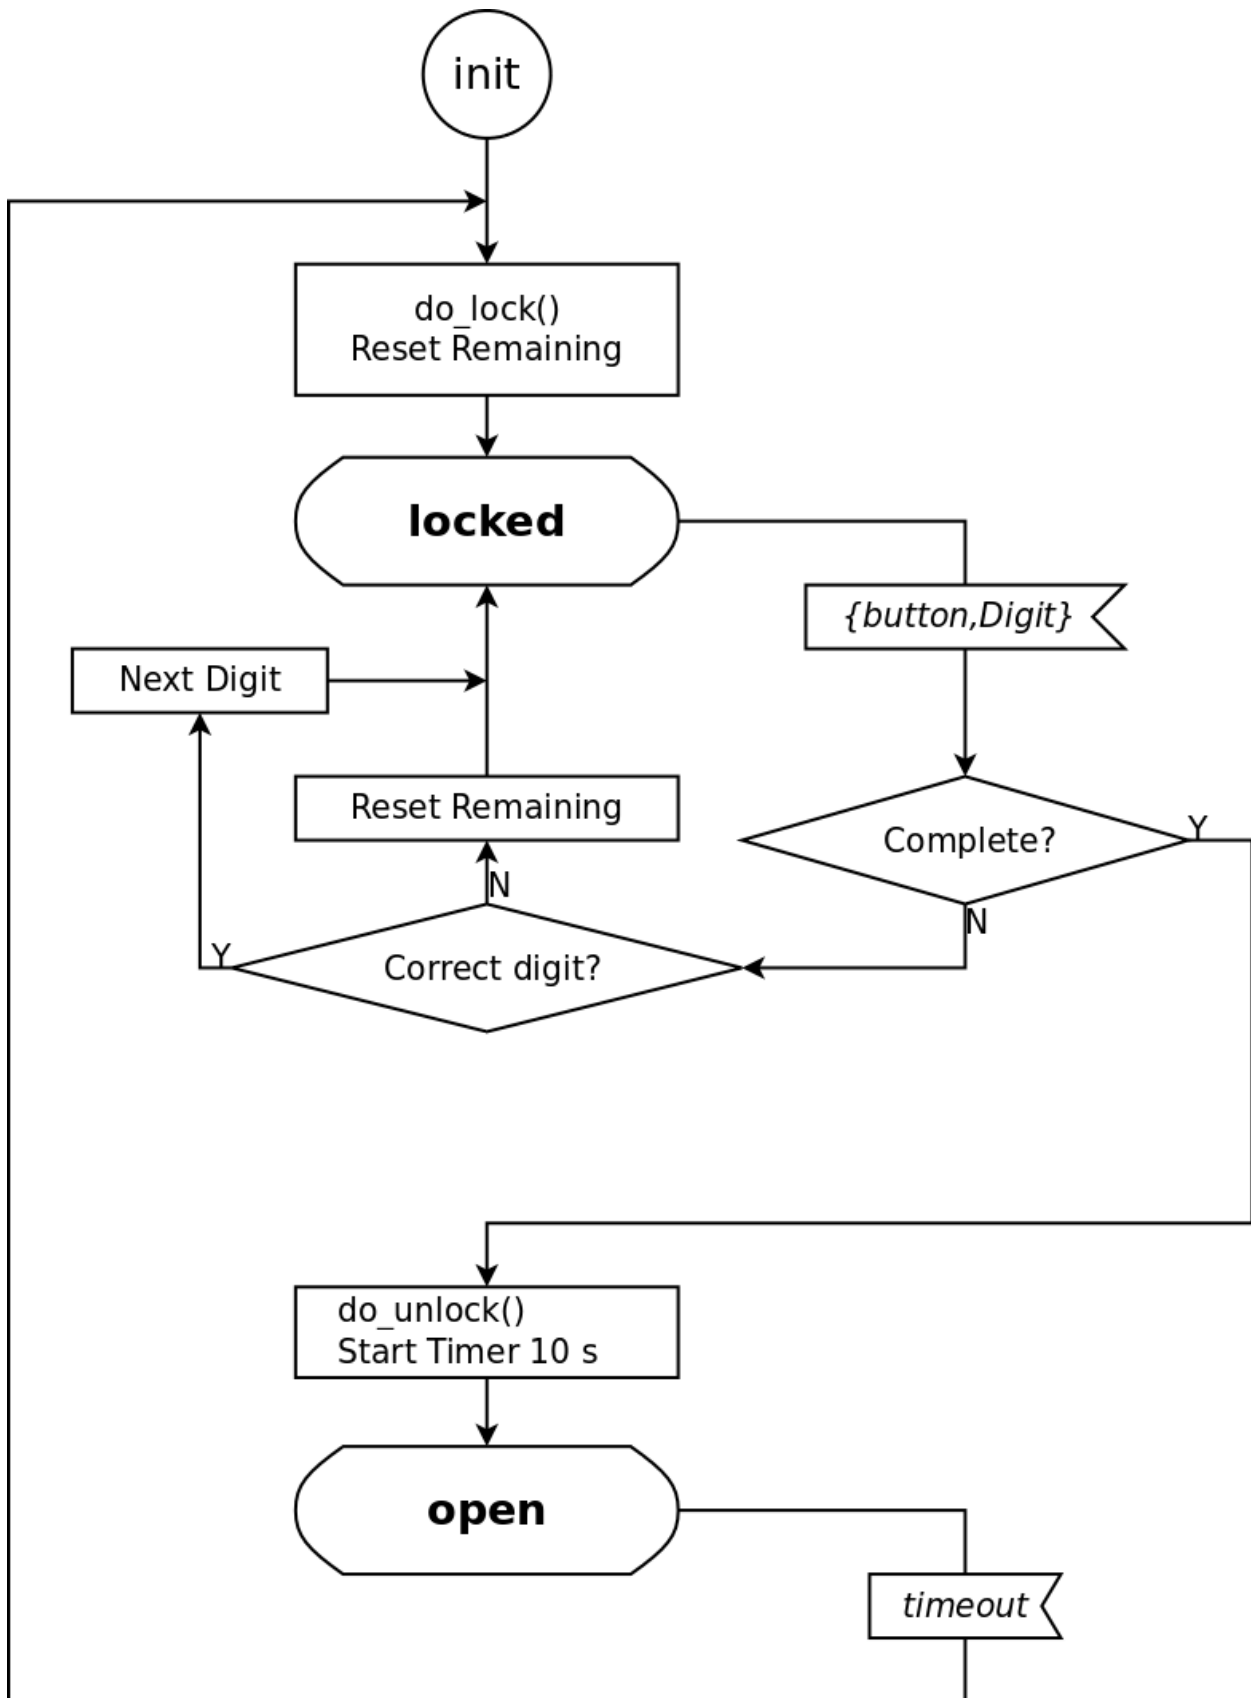 init
do_lock()
Reset Remaining
locked
{button,Digit}
Next Digit
Reset Remaining
Complete?
Y
N
N
Y
Correct digit?
do_unlock()
Start Timer 10 s
open
timeout